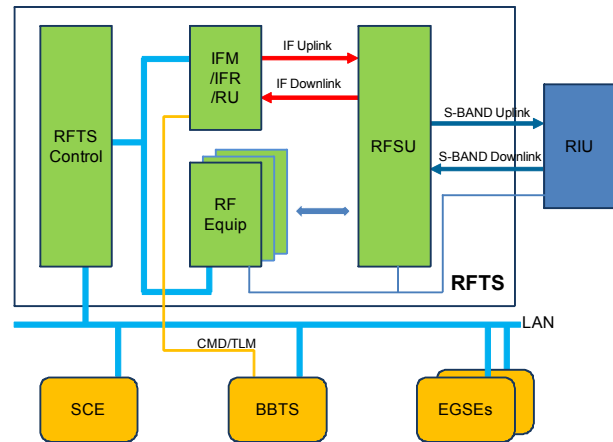 IFM
/IFR
/RU
IF Uplink
IF Downlink
RFTS
Control
RFSU
S-BAND Uplink
S-BAND Downlink
RIU
RF
Equip
RFTS
LAN
CMD/TLM
SCE
BBTS
EGSEs